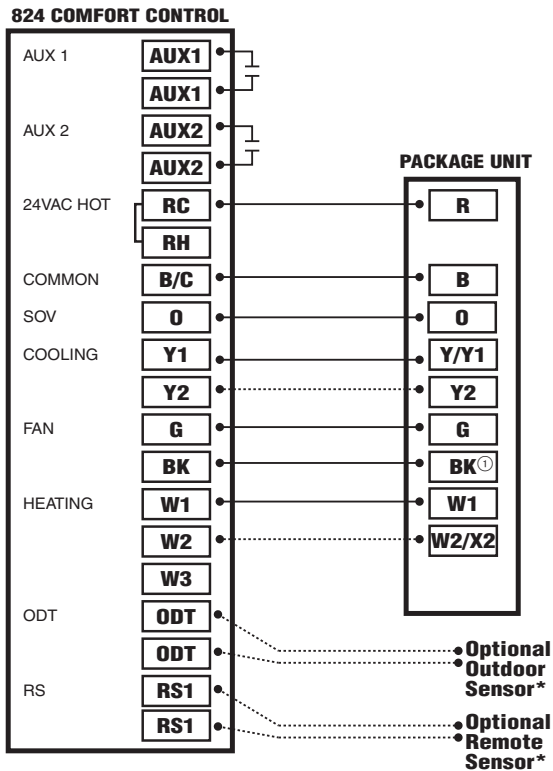 824 COMFORT CONTROL
AUX 1 AUX1
AUX1
AUX 2 AUX2
AUX2
PACKAGE UNIT
24VAC HOT RC R
RH
COMMON B/C B
SOV O O
COOLING Y1 Y/Y1
Y2 Y2
FAN G G
BK BK①
HEATING W1 W1
W2 W2/X2
W3
ODT ODT
ODT
Optional
Outdoor
Sensor*
RS RS1
RS1
Optional
Remote
Sensor*